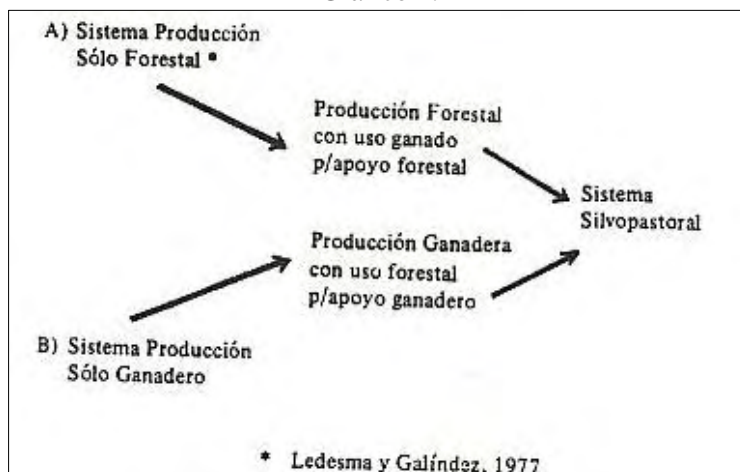 A) Sistema Producción
Sólo Forestal *
Producción Forestal
con uso ganado
p/apoyo forestal
Sistema
Silvopastoral
Producción Ganadera
con uso forestal
p/apoyo ganadero
B) Sistema Producción
Sólo Ganadero
* Ledesma y Galíndez, 1977